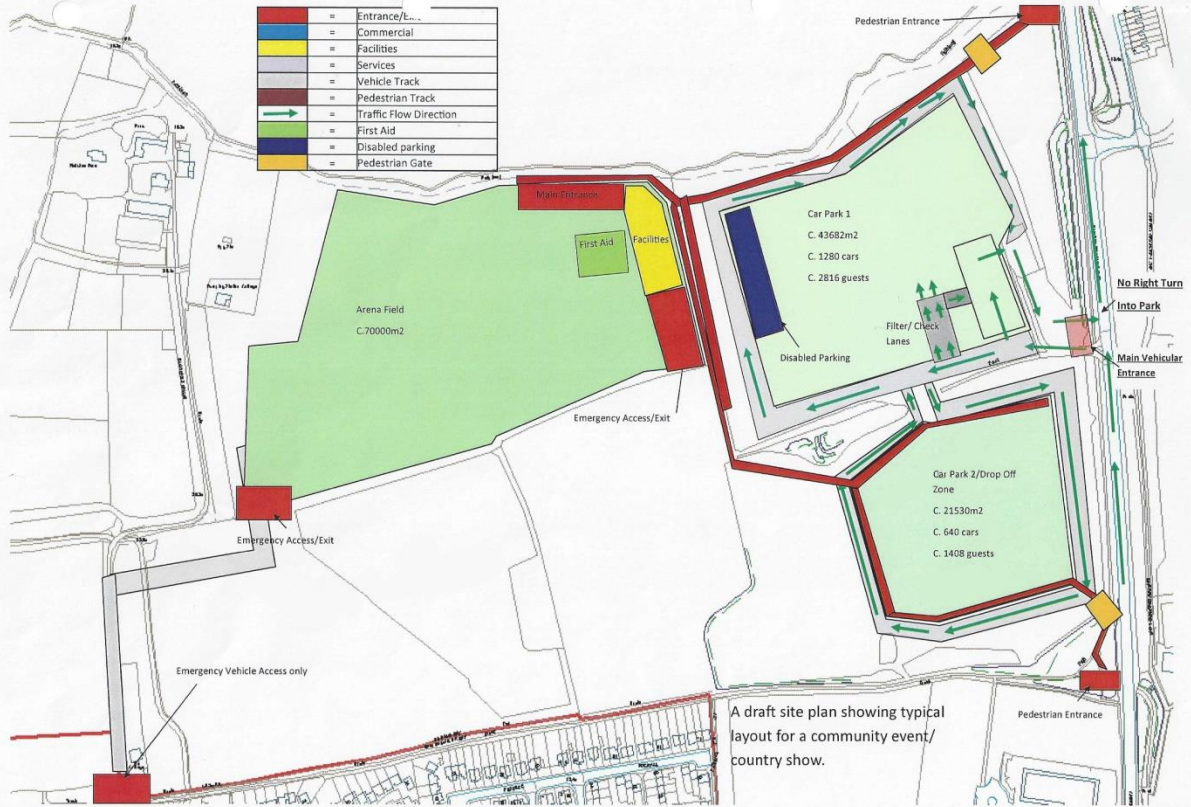 = Entrance/
= Commercial
= Facilities
= Services
= Vehicle Track
= Pedestrian Track
= Traffic Flow Direction
= First Aid
= Disabled parking
= Pedestrian Gate
Pedestrian Entrance
Main Entrance
First Aid
Facilities
Arena Field
C.70000m2
Car Park 1
C. 43682m2
C. 1280 cars
C. 2816 guests
Filter/ Check
Lanes
Disabled Parking
No Right Turn
Into Park
Main Vehicular
Entrance
Emergency Access/Exit
Car Park 2/Drop Off
Zone
C. 21530m2
C. 640 cars
C. 1408 guests
Emergency Access/Exit
Emergency Vehicle Access only
Pedestrian Entrance
A draft site plan showing typical
layout for a community event/
country show.